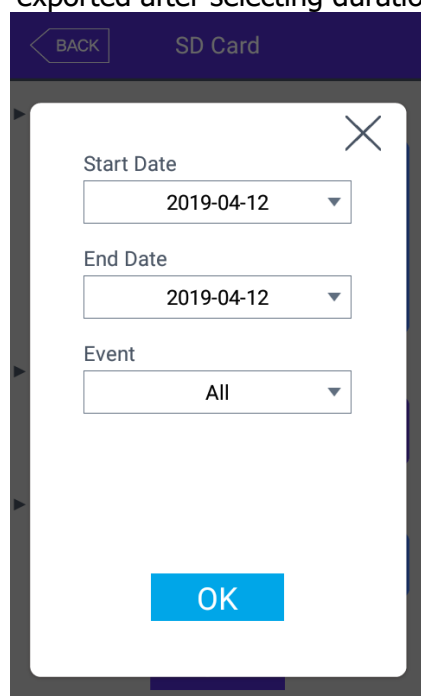 exported after selecting duratio
BACK
SD Card
Start Date
2019-04-12
End Date
2019-04-12
Event
All
OK